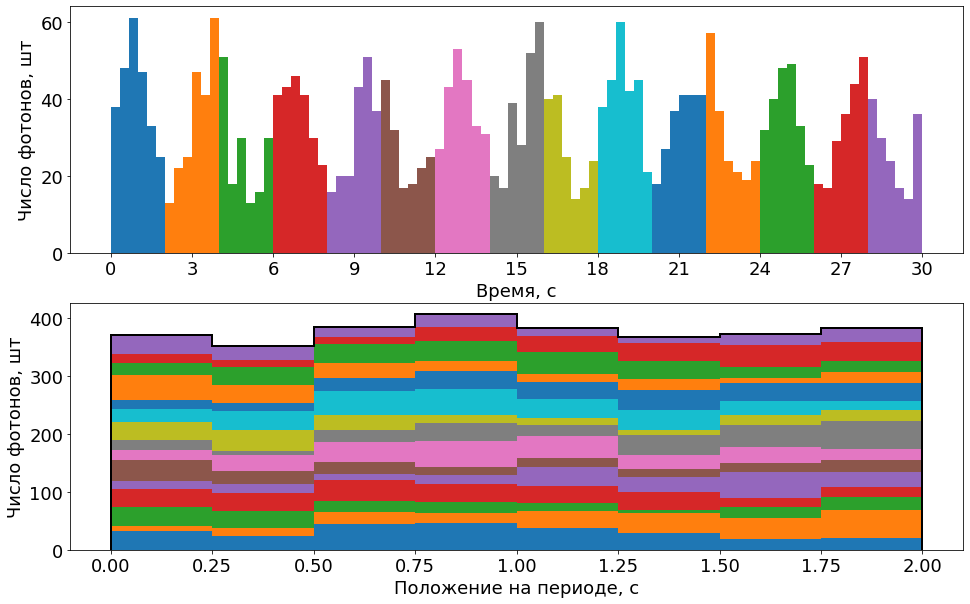 Число фотонов, шт
60
40
20
0
0 3 6 9 12 15 18 21 24 27 30
Время, с
Число фотонов, шт
400
300
200
100
0
0.00 0.25 0.50 0.75 1.00 1.25 1.50 1.75 2.00
Положение на периоде, с